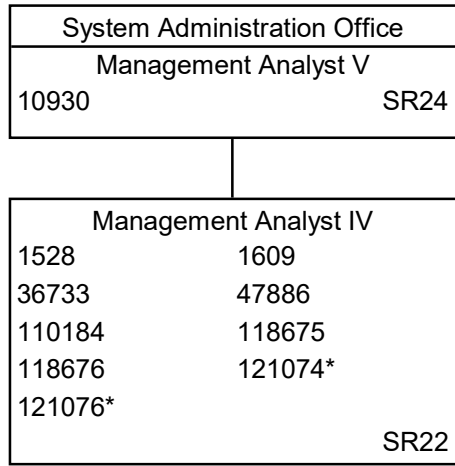 System Administration Office
Management Analyst V
10930 SR24
Management Analyst IV
1528 1609
36733 47886
110184 118675
118676 121074*
121076*
SR22